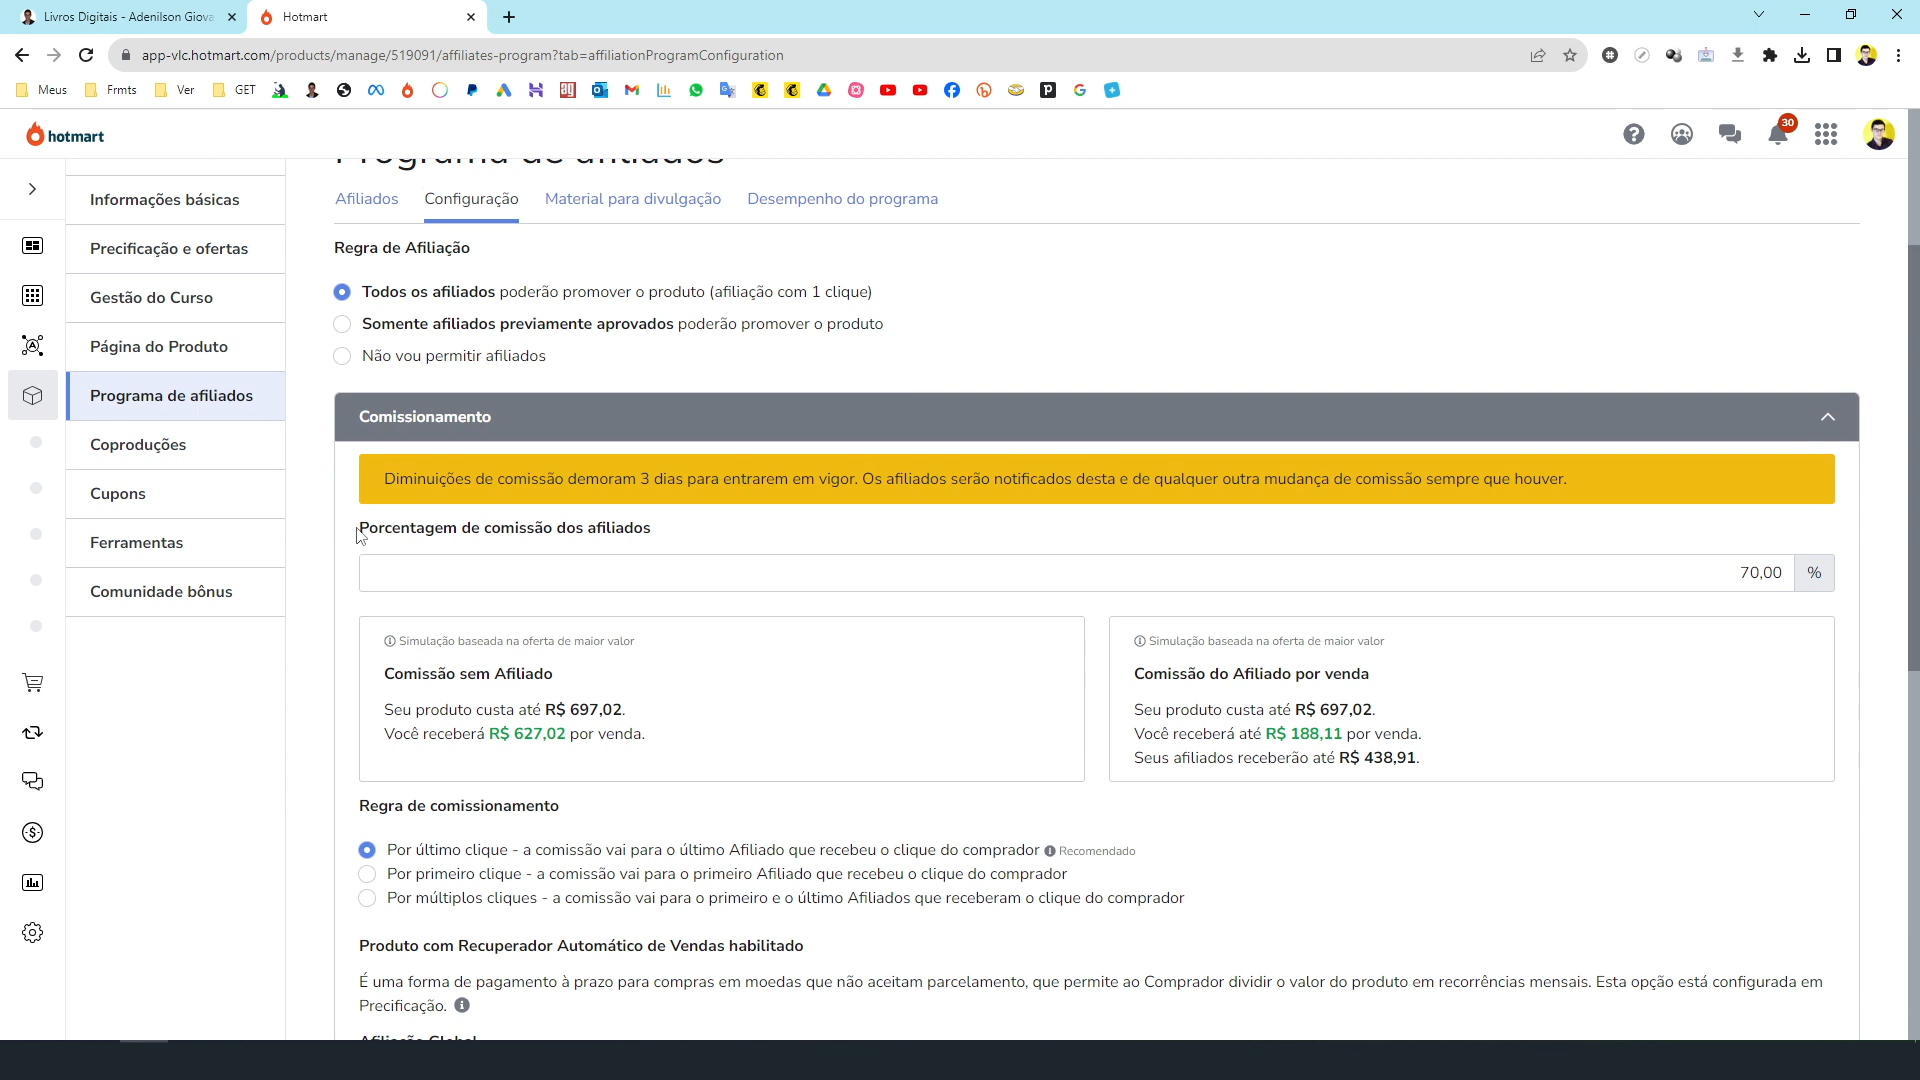 Livros Digitais - Adenilson Giova
Hotmart
app-vlc.hotmart.com/products/manage/519091/affiliates-program?tab=affiliationProgramConfiguration
Meus
Frmts
Ver
GET
hotmart
30
Programa de afiliados
Informações básicas
Precificação e ofertas
Gestão do Curso
Página do Produto
Programa de afiliados
Coproduções
Cupons
Ferramentas
Comunidade bônus
Afiliados Configuração Material para divulgação Desempenho do programa
Regra de Afiliação
Todos os afiliados poderão promover o produto (afiliação com 1 clique)
Somente afiliados previamente aprovados poderão promover o produto
Não vou permitir afiliados
Comissionamento
Diminuições de comissão demoram 3 dias para entrarem em vigor. Os afiliados serão notificados desta e de qualquer outra mudança de comissão sempre que houver.
Porcentagem de comissão dos afiliados
70,00 %
Simulação baseada na oferta de maior valor
Comissão sem Afiliado
Seu produto custa até R$ 697,02.
Você receberá R$ 627,02 por venda.
Simulação baseada na oferta de maior valor
Comissão do Afiliado por venda
Seu produto custa até R$ 697,02.
Você receberá até R$ 188,11 por venda.
Seus afiliados receberão até R$ 438,91.
Regra de comissionamento
Por último clique - a comissão vai para o último Afiliado que recebeu o clique do comprador Recomendado
Por primeiro clique - a comissão vai para o primeiro Afiliado que recebeu o clique do comprador
Por múltiplos cliques - a comissão vai para o primeiro e o último Afiliados que receberam o clique do comprador
Produto com Recuperador Automático de Vendas habilitado
É uma forma de pagamento à prazo para compras em moedas que não aceitam parcelamento, que permite ao Comprador dividir o valor do produto em recorrências mensais. Esta opção está configurada em
Precificação.
Afiliação Global